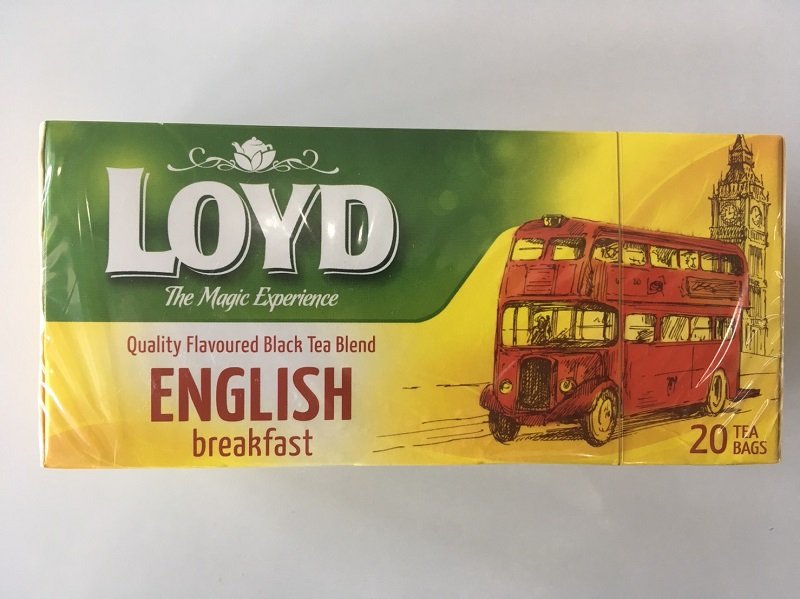 LOYD
The Magic Experience
Quality Flavoured Black Tea Blend
ENGLISH
breakfast
20 TEA
BAGS